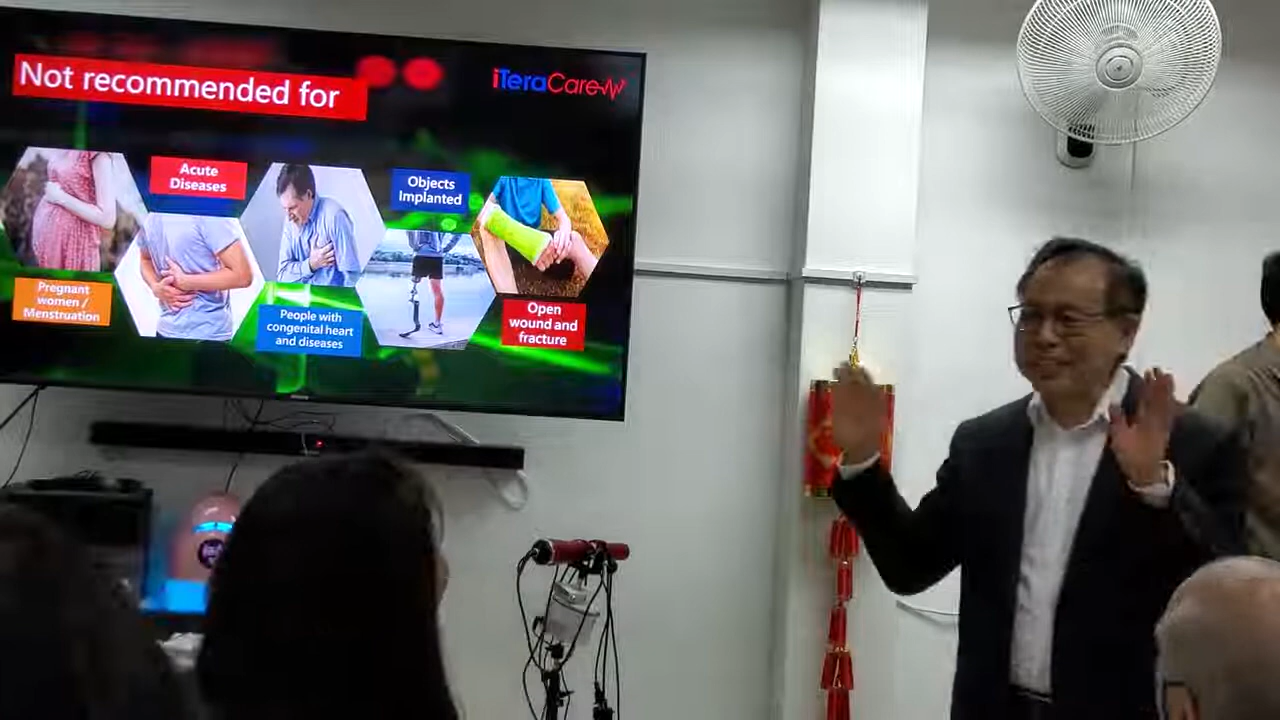 Not recommended for
iTeraCare
Acute
Diseases
Objects
Implanted
Pregnant
women /
Menstruation
People with
congenital heart
and diseases
Open
wound and
fracture